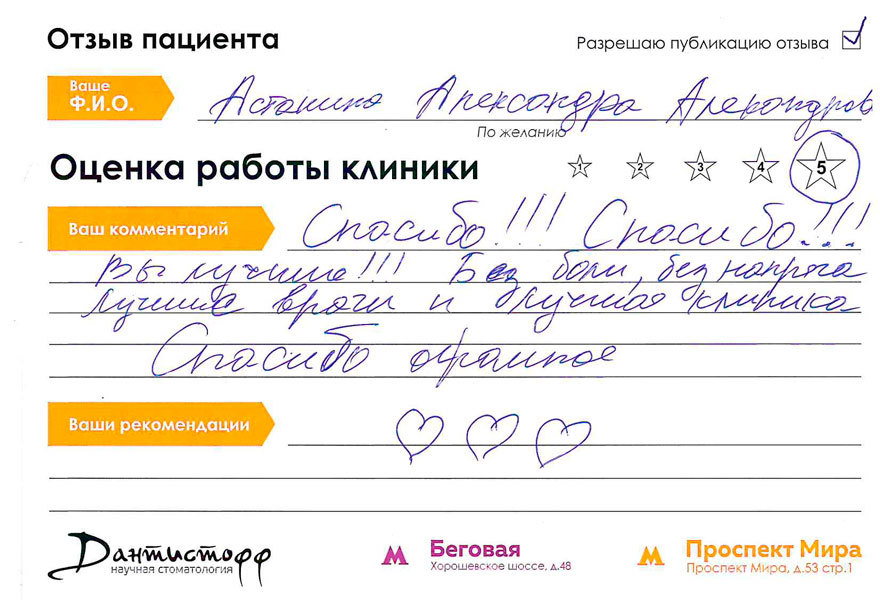 Отзыв пациента
Разрешаю публикацию отзыва
Ваше
Ф.И.О.
Астанина Александра Александров
По желанию
Оценка работы клиники
1 2 3 4 5
Ваш комментарий
Спасибо!!! Спасибо!!!
Вы лучшие!!! Без боли, без напряга
Лучшие врачи и лучшая клиника
Спасибо огромное
Ваши рекомендации
Дантистофф
научная стоматология
М Беговая
Хорошевское шоссе, д.48
М Проспект Мира
Проспект Мира, д.53 стр.1